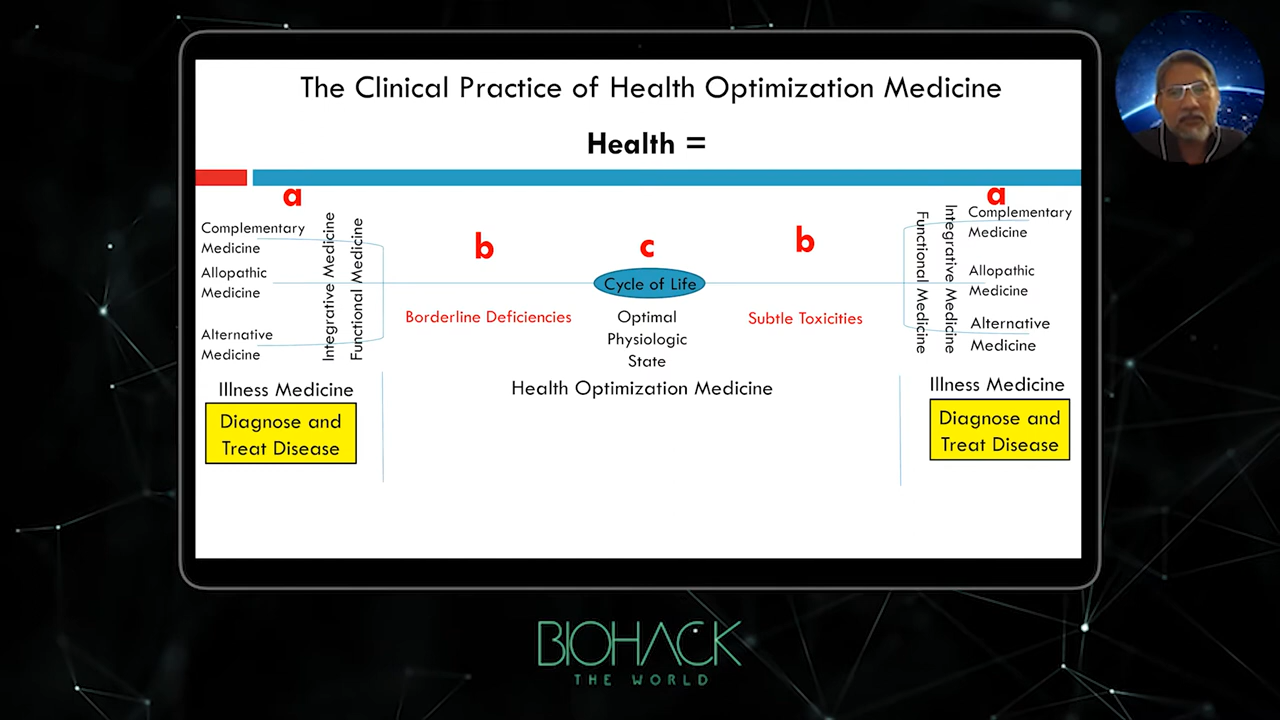 The Clinical Practice of Health Optimization Medicine
Health =
a
a
b
c
b
Complementary
Medicine
Allopathic
Medicine
Alternative
Medicine
Integrative Medicine
Functional Medicine
Cycle of Life
Borderline Deficiencies
Optimal
Physiologic
State
Subtle Toxicities
Functional Medicine
Integrative Medicine
Complementary
Medicine
Allopathic
Medicine
Alternative
Medicine
Illness Medicine
Health Optimization Medicine
Illness Medicine
Diagnose and
Treat Disease
Diagnose and
Treat Disease
BIOHACK
THE WORLD